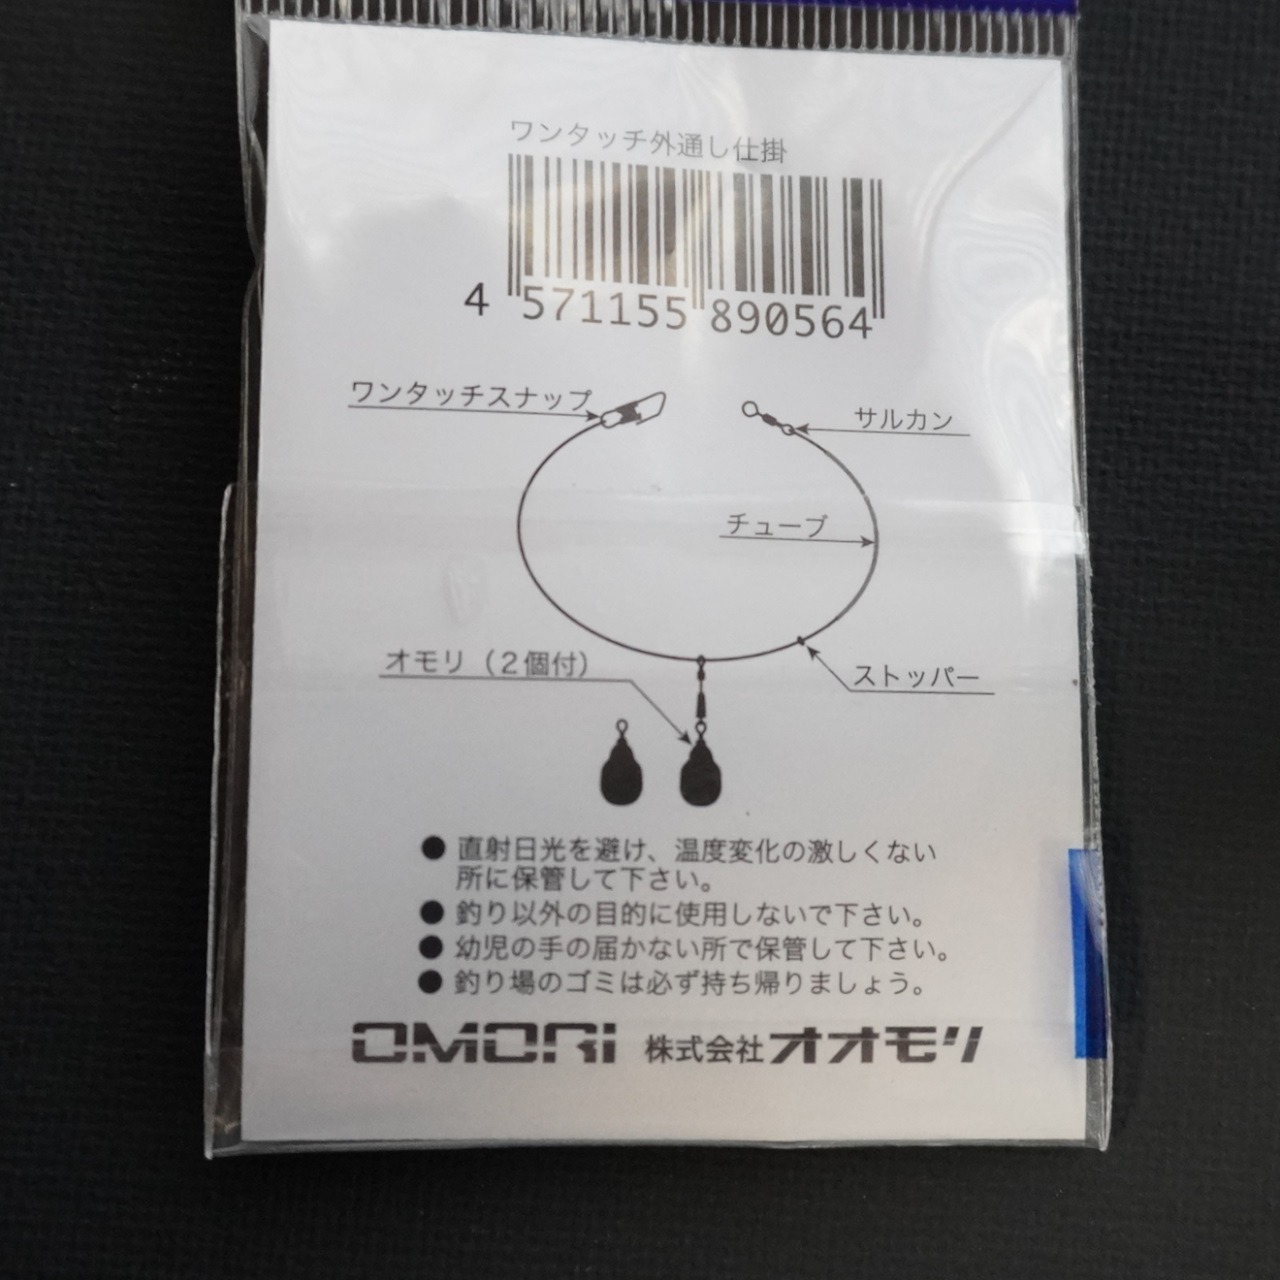 ワンタッチ外通し仕掛
4 571155 890564
ワンタッチスナップ
サルカン
チューブ
オモリ（2個付）
ストッパー
● 直射日光を避け、温度変化の激しくない
所に保管して下さい。
● 釣り以外の目的に使用しないで下さい。
● 幼児の手の届かない所で保管して下さい。
● 釣り場のゴミは必ず持ち帰りましょう。
OMORi 株式会社オオモリ